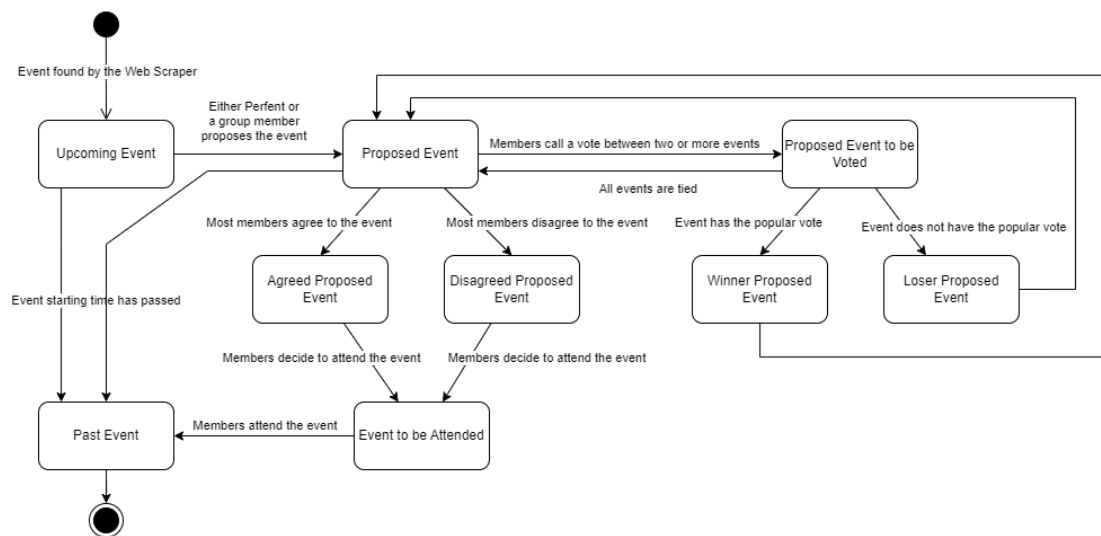 Event found by the Web Scraper
Either Perfent or
a group member
proposes the event
Upcoming Event
Proposed Event
Members call a vote between two or more events
Proposed Event to be
Voted
All events are tied
Most members agree to the event
Most members disagree to the event
Event has the popular vote
Event does not have the popular vote
Agreed Proposed
Event
Disagreed Proposed
Event
Winner Proposed
Event
Loser Proposed
Event
Event starting time has passed
Members decide to attend the event
Members decide to attend the event
Past Event
Members attend the event
Event to be Attended